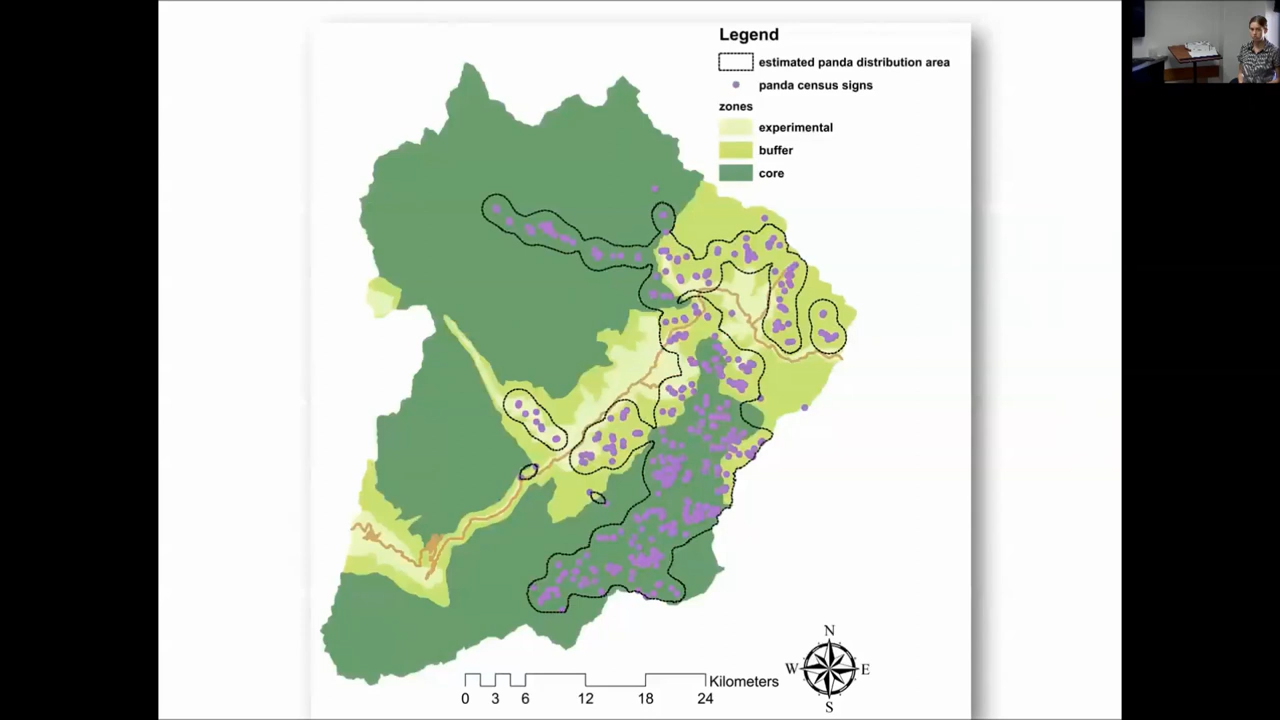 Legend
estimated panda distribution area
panda census signs
zones
experimental
buffer
core
N
W
E
S
Kilometers
0 3 6 12 18 24